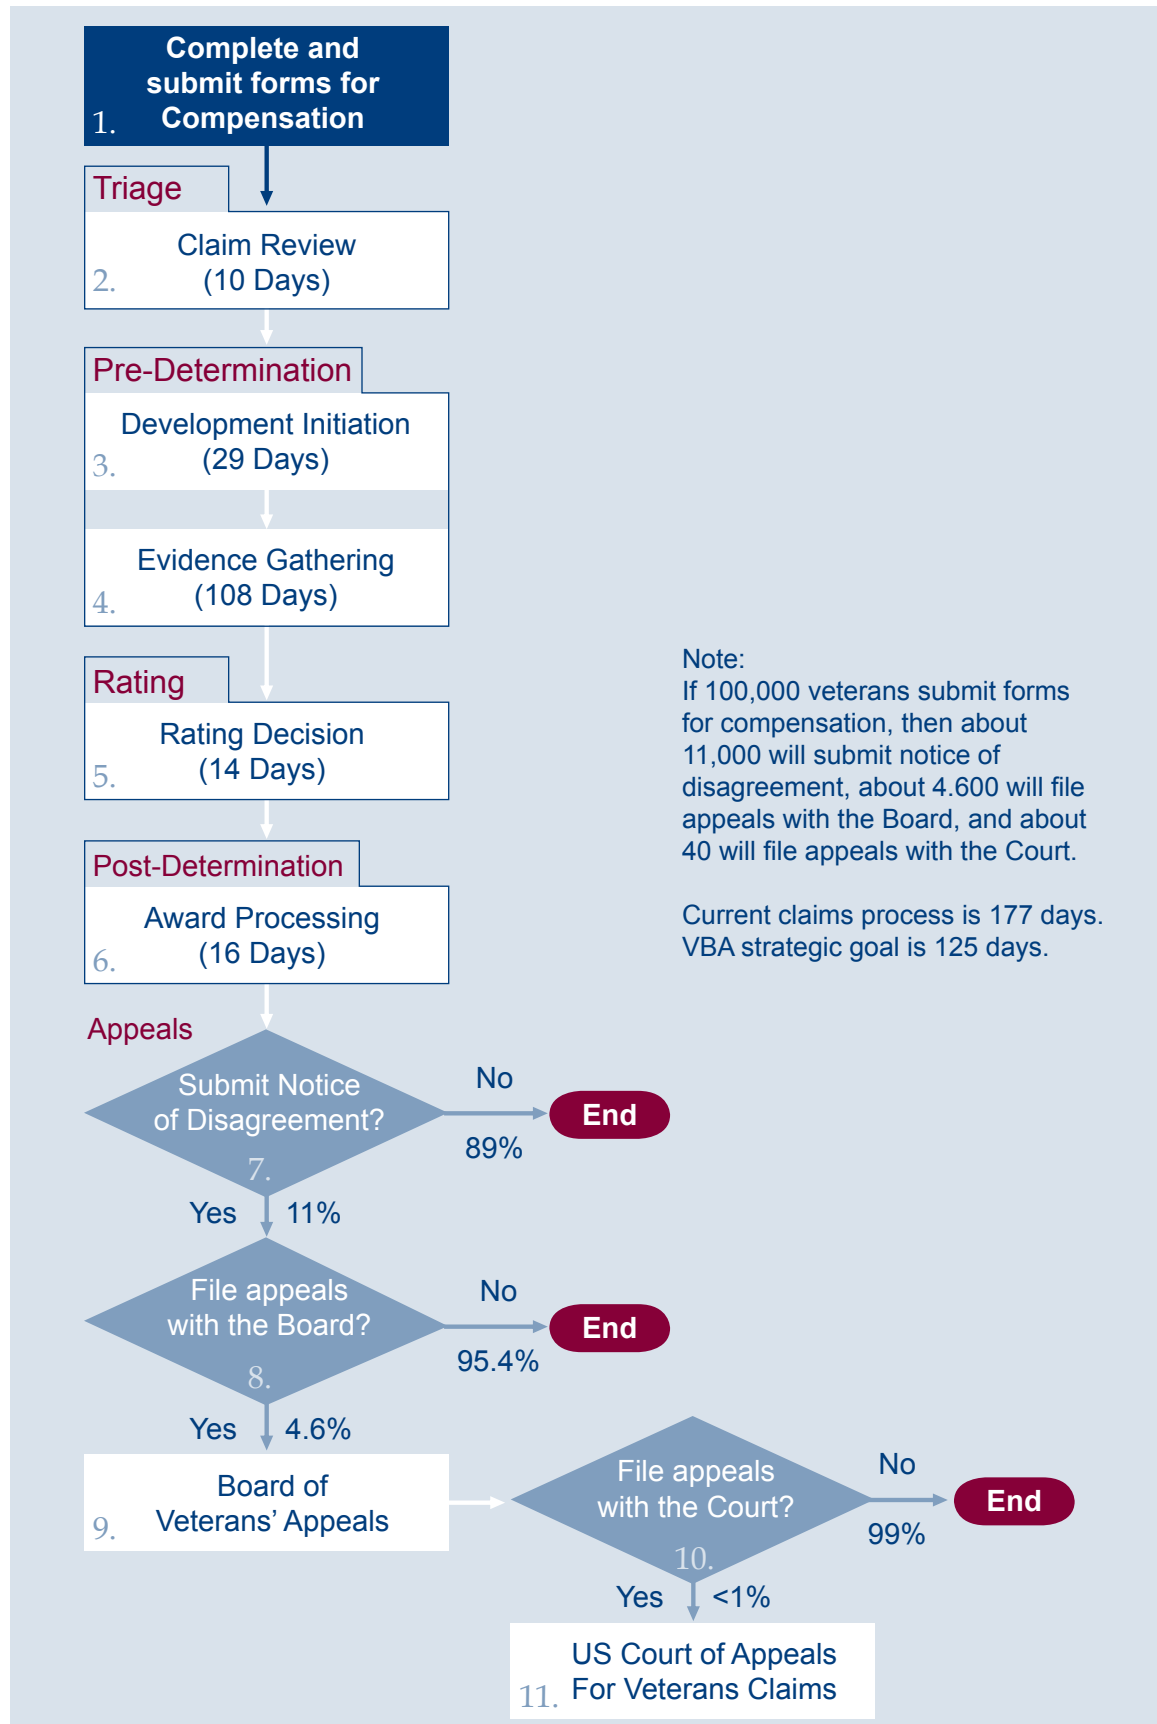 Complete and
submit forms for
Compensation
1.
Triage
Claim Review
(10 Days)
2.
Pre-Determination
Development Initiation
(29 Days)
3.
Evidence Gathering
(108 Days)
4.
Rating
Rating Decision
(14 Days)
5.
Post-Determination
Award Processing
(16 Days)
6.
Note:
If 100,000 veterans submit forms
for compensation, then about
11,000 will submit notice of
disagreement, about 4.600 will file
appeals with the Board, and about
40 will file appeals with the Court.
Current claims process is 177 days.
VBA strategic goal is 125 days.
Appeals
Submit Notice
of Disagreement?
7.
No
89%
End
Yes 11%
File appeals
with the Board?
8.
No
95.4%
End
Yes 4.6%
Board of
Veterans’ Appeals
9.
File appeals
with the Court?
10.
No
99%
End
Yes <1%
US Court of Appeals
For Veterans Claims
11.